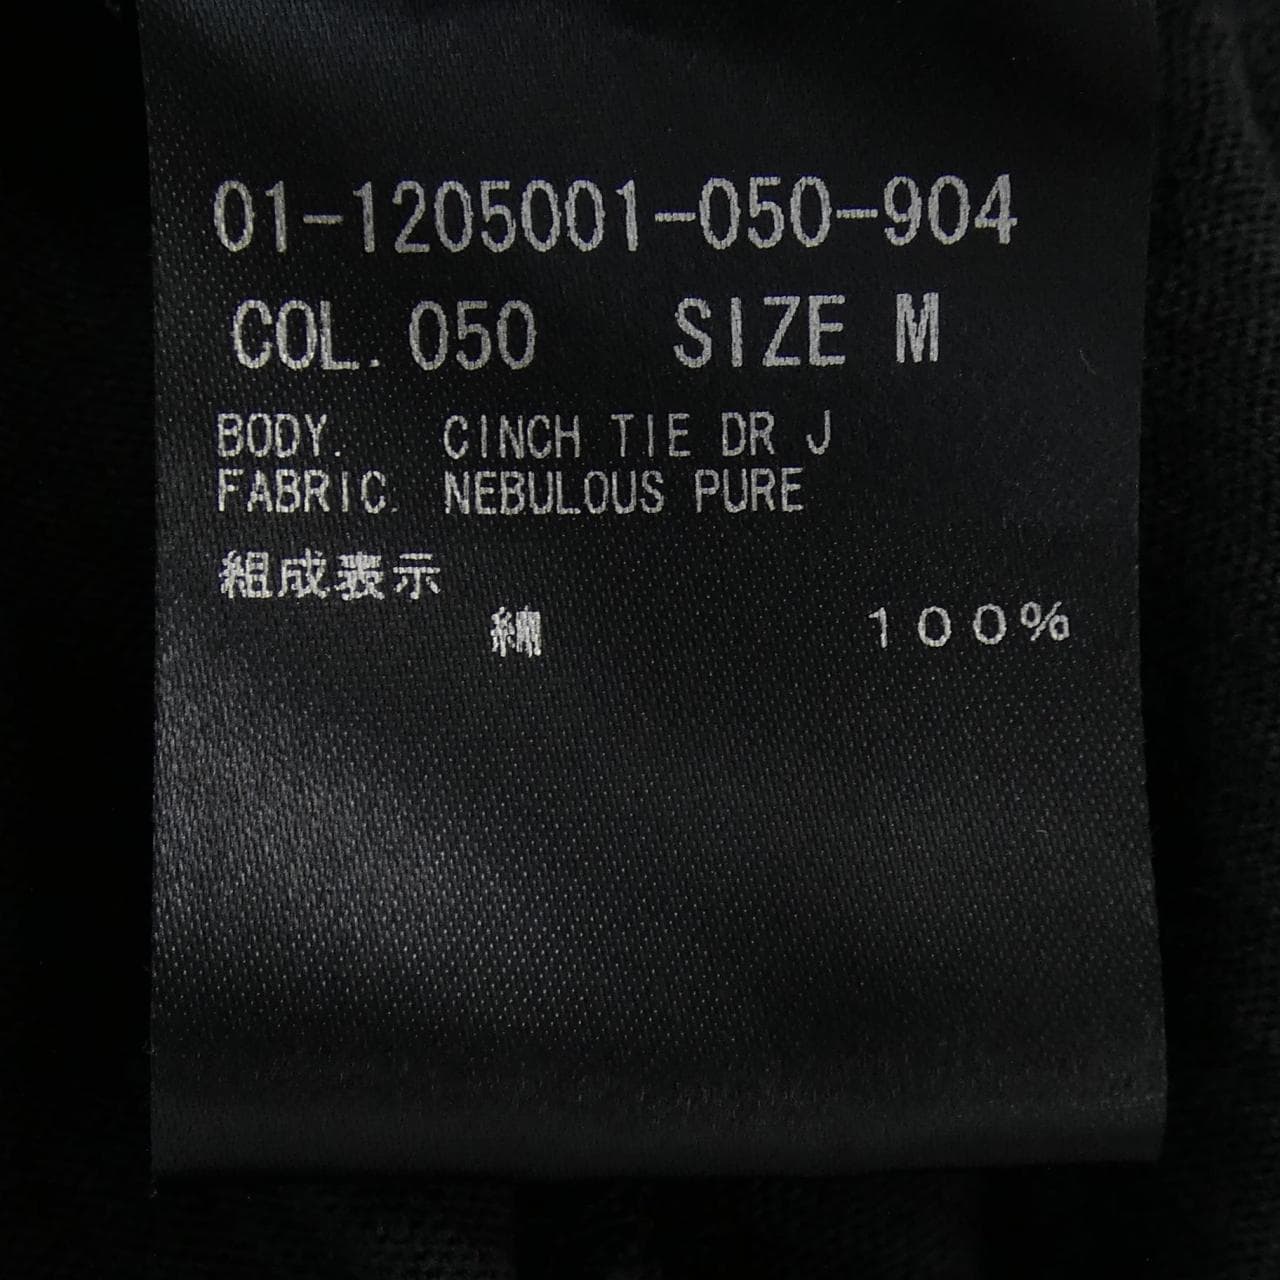 01-1205001-050-904
COL. 050 SIZE M
BODY. CINCH TIE DR J
FABRIC. NEBULOUS PURE
組成表示
綿 100%